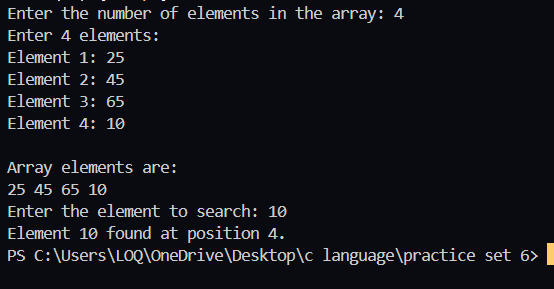 Enter the number of elements in the array: 4
Enter 4 elements:
Element 1: 25
Element 2: 45
Element 3: 65
Element 4: 10
Array elements are:
25 45 65 10
Enter the element to search: 10
Element 10 found at position 4.
PS C:\Users\LOQ\OneDrive\Desktop\c language\practice set 6>